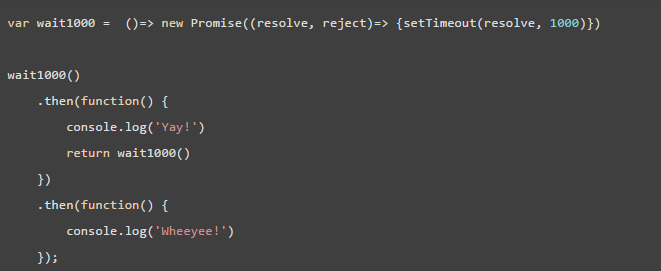 var wait1000 =  ()=> new Promise((resolve, reject)=> {setTimeout(resolve, 1000)})

wait1000()
    .then(function() {
        console.log('Yay!')
        return wait1000()
    })
    .then(function() {
        console.log('Wheeyee!')
    });